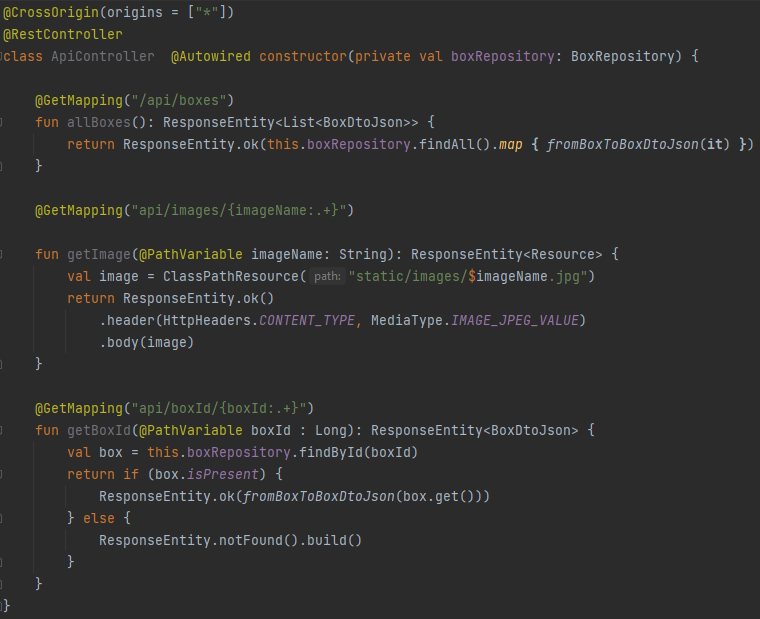 @CrossOrigin(origins = ["*"])
@RestController
class ApiController  @Autowired constructor(private val boxRepository: BoxRepository) {
@GetMapping("/api/boxes")
fun allBoxes(): ResponseEntity<List<BoxDtoJson>> {
return ResponseEntity.ok(this.boxRepository.findAll().map { fromBoxToBoxDtoJson(it) })
}
@GetMapping("api/images/{imageName:.+}")
fun getImage(@PathVariable imageName: String): ResponseEntity<Resource> {
val image = ClassPathResource( path: "static/images/$imageName.jpg")
return ResponseEntity.ok()
.header(HttpHeaders.CONTENT_TYPE, MediaType.IMAGE_JPEG_VALUE)
.body(image)
}
@GetMapping("api/boxId/{boxId:.+}")
fun getBoxId(@PathVariable boxId : Long): ResponseEntity<BoxDtoJson> {
val box = this.boxRepository.findById(boxId)
return if (box.isPresent) {
ResponseEntity.ok(fromBoxToBoxDtoJson(box.get()))
} else {
ResponseEntity.notFound().build()
}
}
}